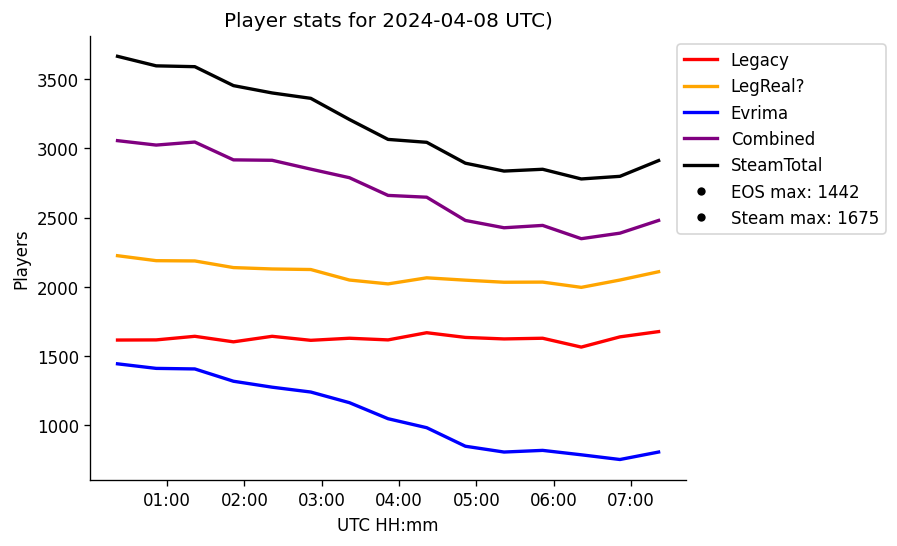 Player stats for 2024-04-08 UTC)
Legacy
LegReal?
Evrima
Combined
SteamTotal
EOS max: 1442
Steam max: 1675
Players
3500
3000
2500
2000
1500
1000
01:00 02:00 03:00 04:00 05:00 06:00 07:00
UTC HH:mm